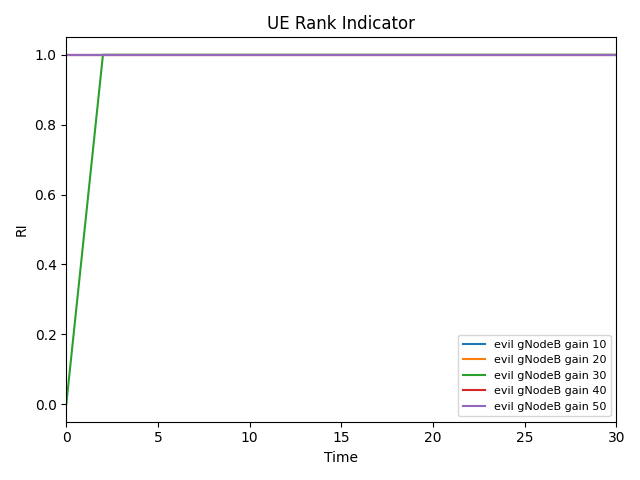 UE Rank Indicator
RI
1.0
0.8
0.6
0.4
0.2
0.0
evil gNodeB gain 10
evil gNodeB gain 20
evil gNodeB gain 30
evil gNodeB gain 40
evil gNodeB gain 50
0 5 10 15 20 25 30
Time